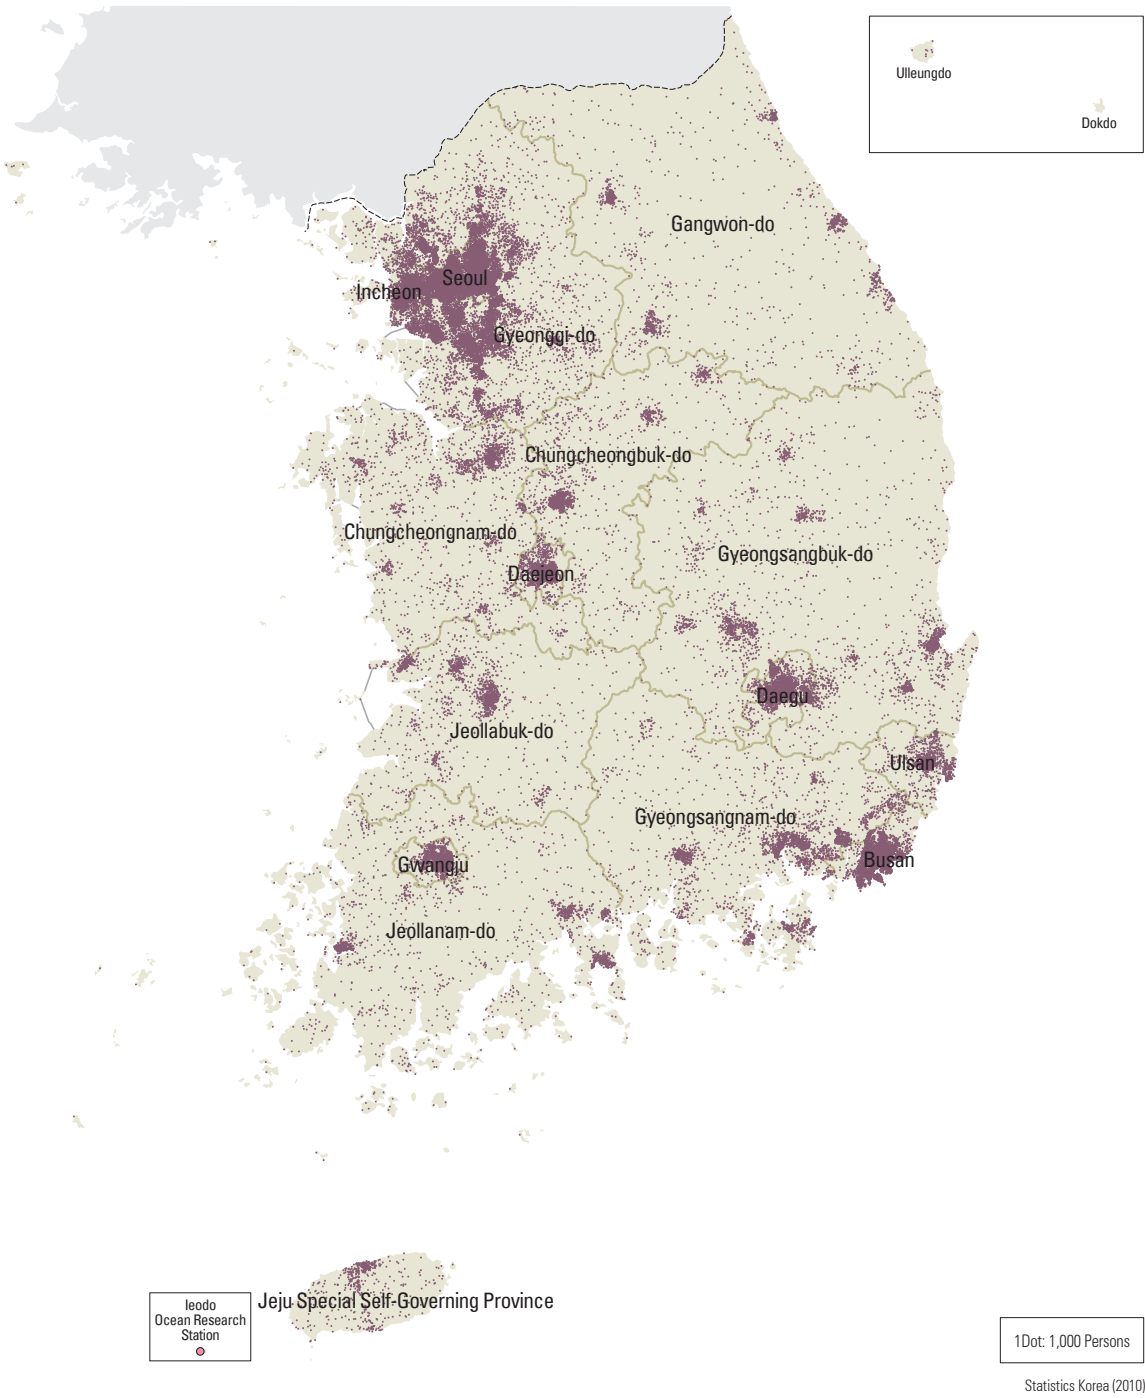 Ulleungdo
Dokdo
Gangwon-do
Seoul
Incheon
Gyeonggi-do
Chungcheongbuk-do
Chungcheongnam-do
Gyeongsangbuk-do
Daejeon
Daegu
Jeollabuk-do
Ulsan
Gyeongsangnam-do
Busan
Gwangju
Jeollanam-do
Jeju Special Self-Governing Province
Ieodo
Ocean Research
Station
1Dot: 1,000 Persons
Statistics Korea (2010)